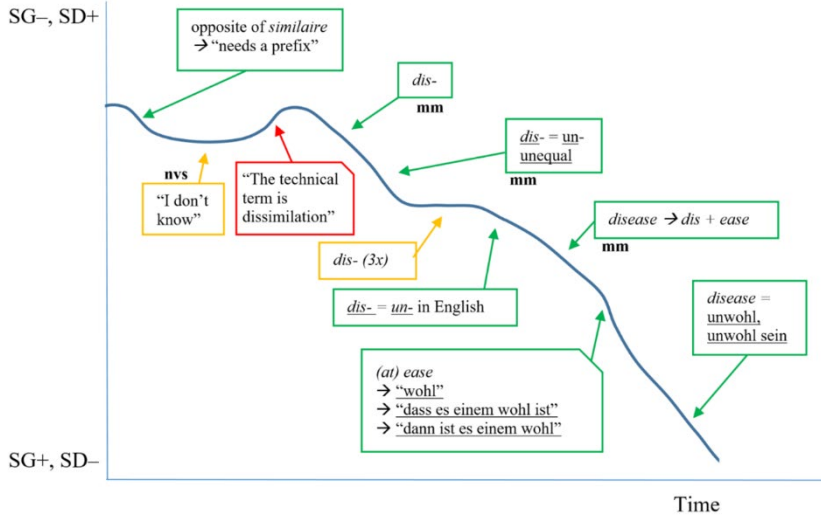 SG–, SD+
opposite of similaire
→ “needs a prefix”
dis-
mm
dis- = un-
unequal
mm
nvs
“I don’t
know”
“The technical
term is
dissimilation”
disease → dis + ease
mm
dis- (3x)
dis- = un- in English
disease =
unwohl,
unwohl sein
(at) ease
→ “wohl”
→ “dass es einem wohl ist”
→ “dann ist es einem wohl”
SG+, SD–
Time